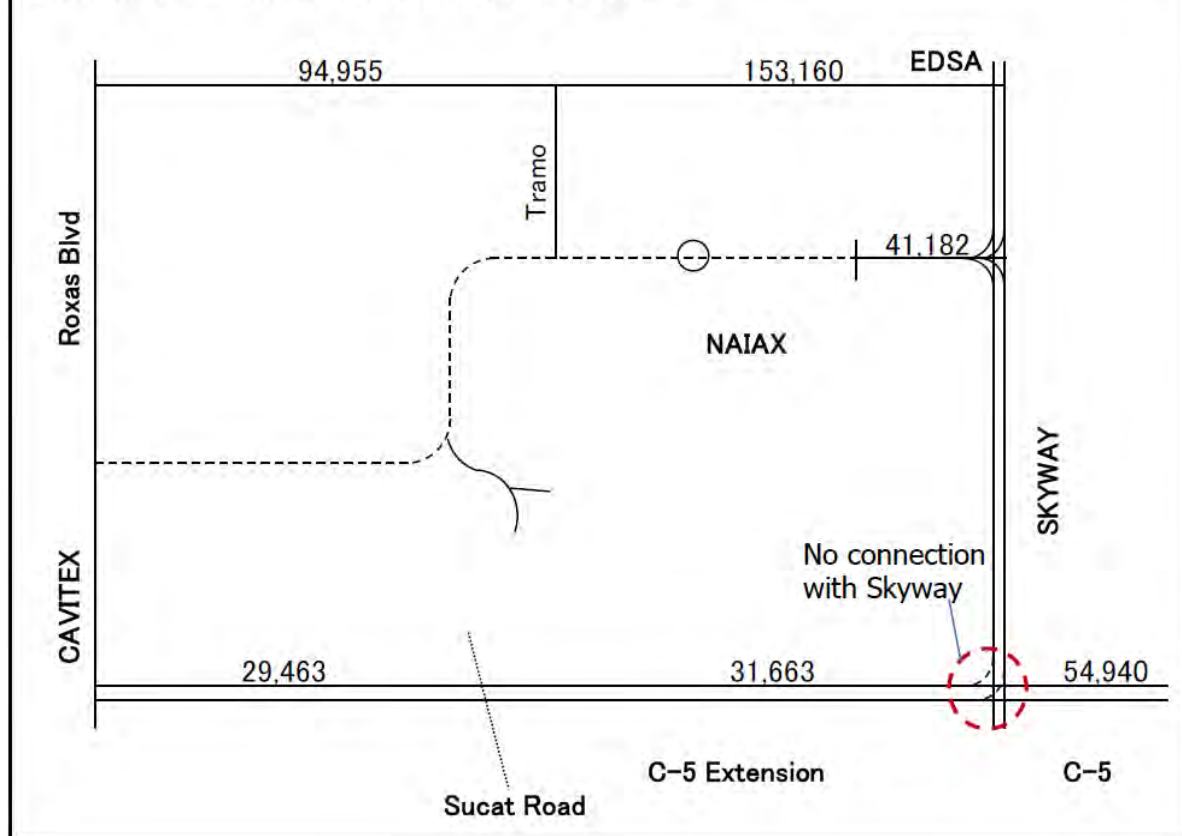 94,955
153,160
EDSA
Tramo
Roxas Blvd
41,182
NAIAX
SKYWAY
No connection
with Skyway
CAVITEX
29,463
31,663
54,940
C-5 Extension
C-5
Sucat Road